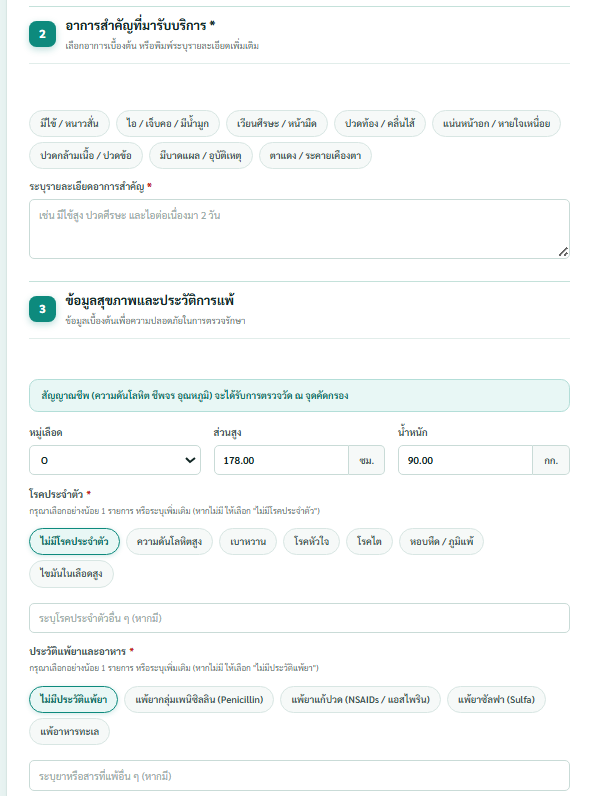 2
อาการสำคัญที่มารับบริการ *
เลือกอาการเบื้องต้น หรือพิมพ์ระบุรายละเอียดเพิ่มเติม
มีไข้ / หนาวสั่น ไอ / เจ็บคอ / มีน้ำมูก เวียนศีรษะ / หน้ามืด ปวดท้อง / คลื่นไส้ แน่นหน้าอก / หายใจเหนื่อย
ปวดกล้ามเนื้อ / ปวดข้อ มีบาดแผล / อุบัติเหตุ ตาแดง / ระคายเคืองตา
ระบุรายละเอียดอาการสำคัญ *
เช่น มีไข้สูง ปวดศีรษะ และไอต่อเนื่องมา 2 วัน
3
ข้อมูลสุขภาพและประวัติการแพ้
ข้อมูลเบื้องต้นเพื่อความปลอดภัยในการตรวจรักษา
สัญญาณชีพ (ความดันโลหิต ชีพจร อุณหภูมิ) จะได้รับการตรวจวัด ณ จุดคัดกรอง
หมู่เลือด ส่วนสูง น้ำหนัก
O 178.00 ซม. 90.00 กก.
โรคประจำตัว *
กรุณาเลือกอย่างน้อย 1 รายการ หรือระบุเพิ่มเติม (หากไม่มี ให้เลือก "ไม่มีโรคประจำตัว")
ไม่มีโรคประจำตัว ความดันโลหิตสูง เบาหวาน โรคหัวใจ โรคไต หอบหืด / ภูมิแพ้
ไขมันในเลือดสูง
ระบุโรคประจำตัวอื่น ๆ (หากมี)
ประวัติแพ้ยาและอาหาร *
กรุณาเลือกอย่างน้อย 1 รายการ หรือระบุเพิ่มเติม (หากไม่มี ให้เลือก "ไม่มีประวัติแพ้ยา")
ไม่มีประวัติแพ้ยา แพ้ยากลุ่มเพนิซิลลิน (Penicillin) แพ้ยาแก้ปวด (NSAIDs / แอสไพริน) แพ้ยาซัลฟา (Sulfa)
แพ้อาหารทะเล
ระบุยาหรือสารที่แพ้อื่น ๆ (หากมี)